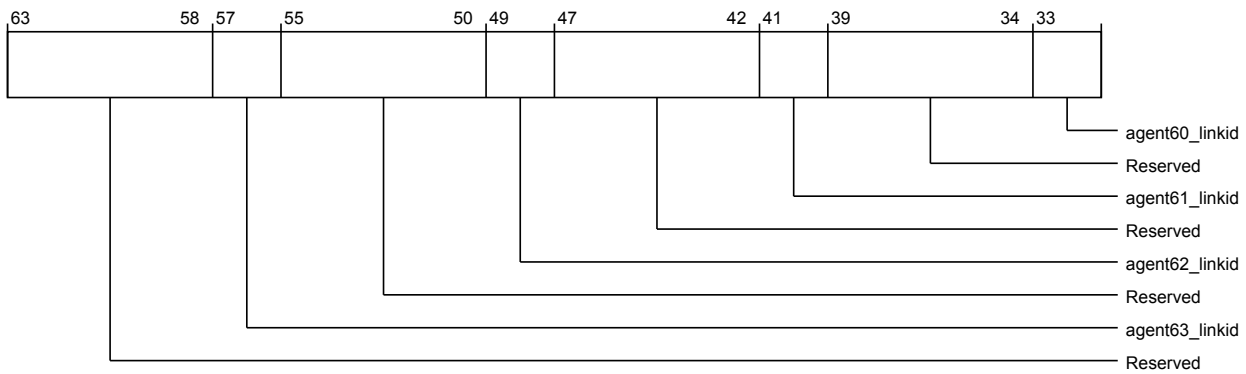 63 58 57 55 50 49 47 42 41 39 34 33
agent60_linkid
Reserved
agent61_linkid
Reserved
agent62_linkid
Reserved
agent63_linkid
Reserved